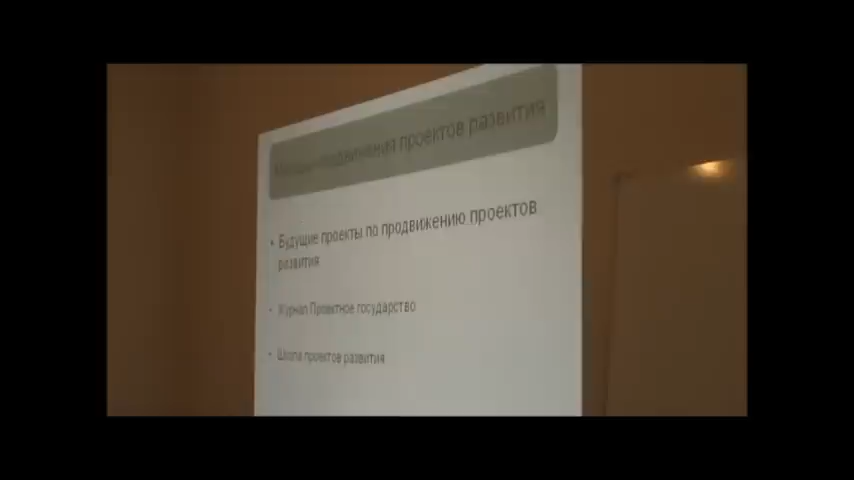 продвижения проектов развития
• Будущие проекты по продвижению проектов
развития
• Журнал Проектное государство
• Школа проектов развития